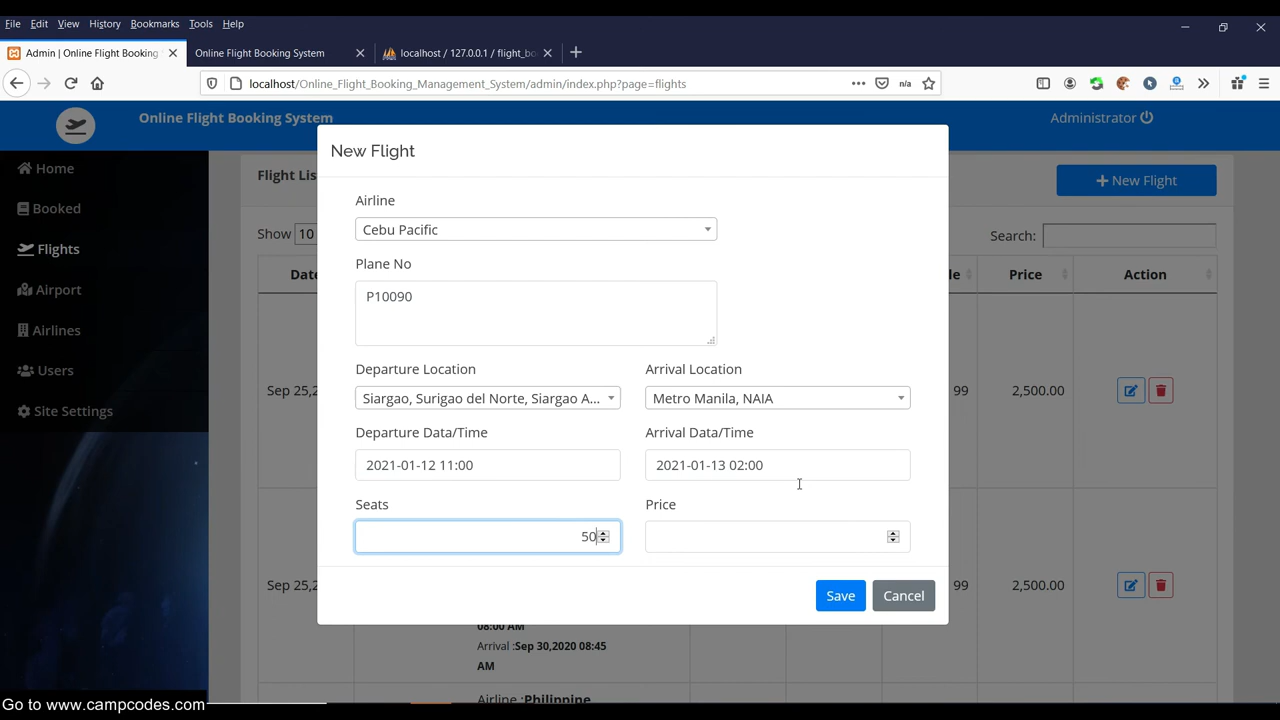 File Edit View History Bookmarks Tools Help
Admin | Online Flight Booking
Online Flight Booking System
localhost / 127.0.0.1 / flight_bo
localhost/Online_Flight_Booking_Management_System/admin/index.php?page=flights
n/a
Online Flight Booking System
Administrator
Home
Booked
Flights
Airport
Airlines
Users
Site Settings
Flight Lis
New Flight
Show 10
Search:
Date
le
Price
Action
Sep 25,2
99
2,500.00
Sep 25,2
99
2,500.00
08:00 AM
Arrival :Sep 30,2020 08:45
AM
Airline :Philippine
New Flight
Airline
Cebu Pacific
Plane No
P10090
Departure Location
Arrival Location
Siargao, Surigao del Norte, Siargao A...
Metro Manila, NAIA
Departure Data/Time
Arrival Data/Time
2021-01-12 11:00
2021-01-13 02:00
Seats
Price
50
Save
Cancel
Go to www.campcodes.com